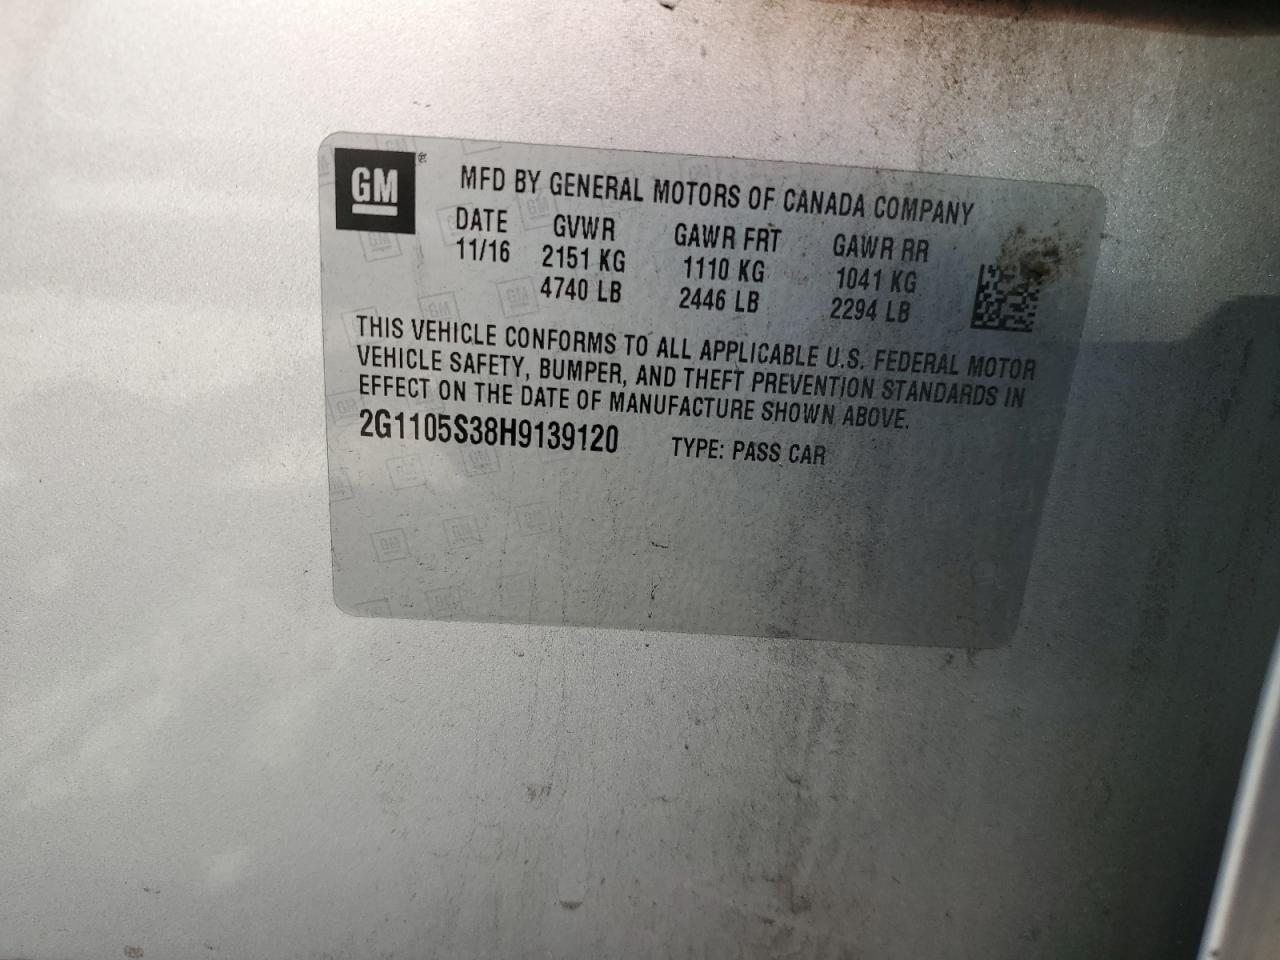 GM®
MFD BY GENERAL MOTORS OF CANADA COMPANY
DATE GVWR GAWR FRT GAWR RR
11/16 2151 KG 1110 KG 1041 KG
4740 LB 2446 LB 2294 LB
THIS VEHICLE CONFORMS TO ALL APPLICABLE U.S. FEDERAL MOTOR
VEHICLE SAFETY, BUMPER, AND THEFT PREVENTION STANDARDS IN
EFFECT ON THE DATE OF MANUFACTURE SHOWN ABOVE.
2G1105S38H9139120 TYPE: PASS CAR